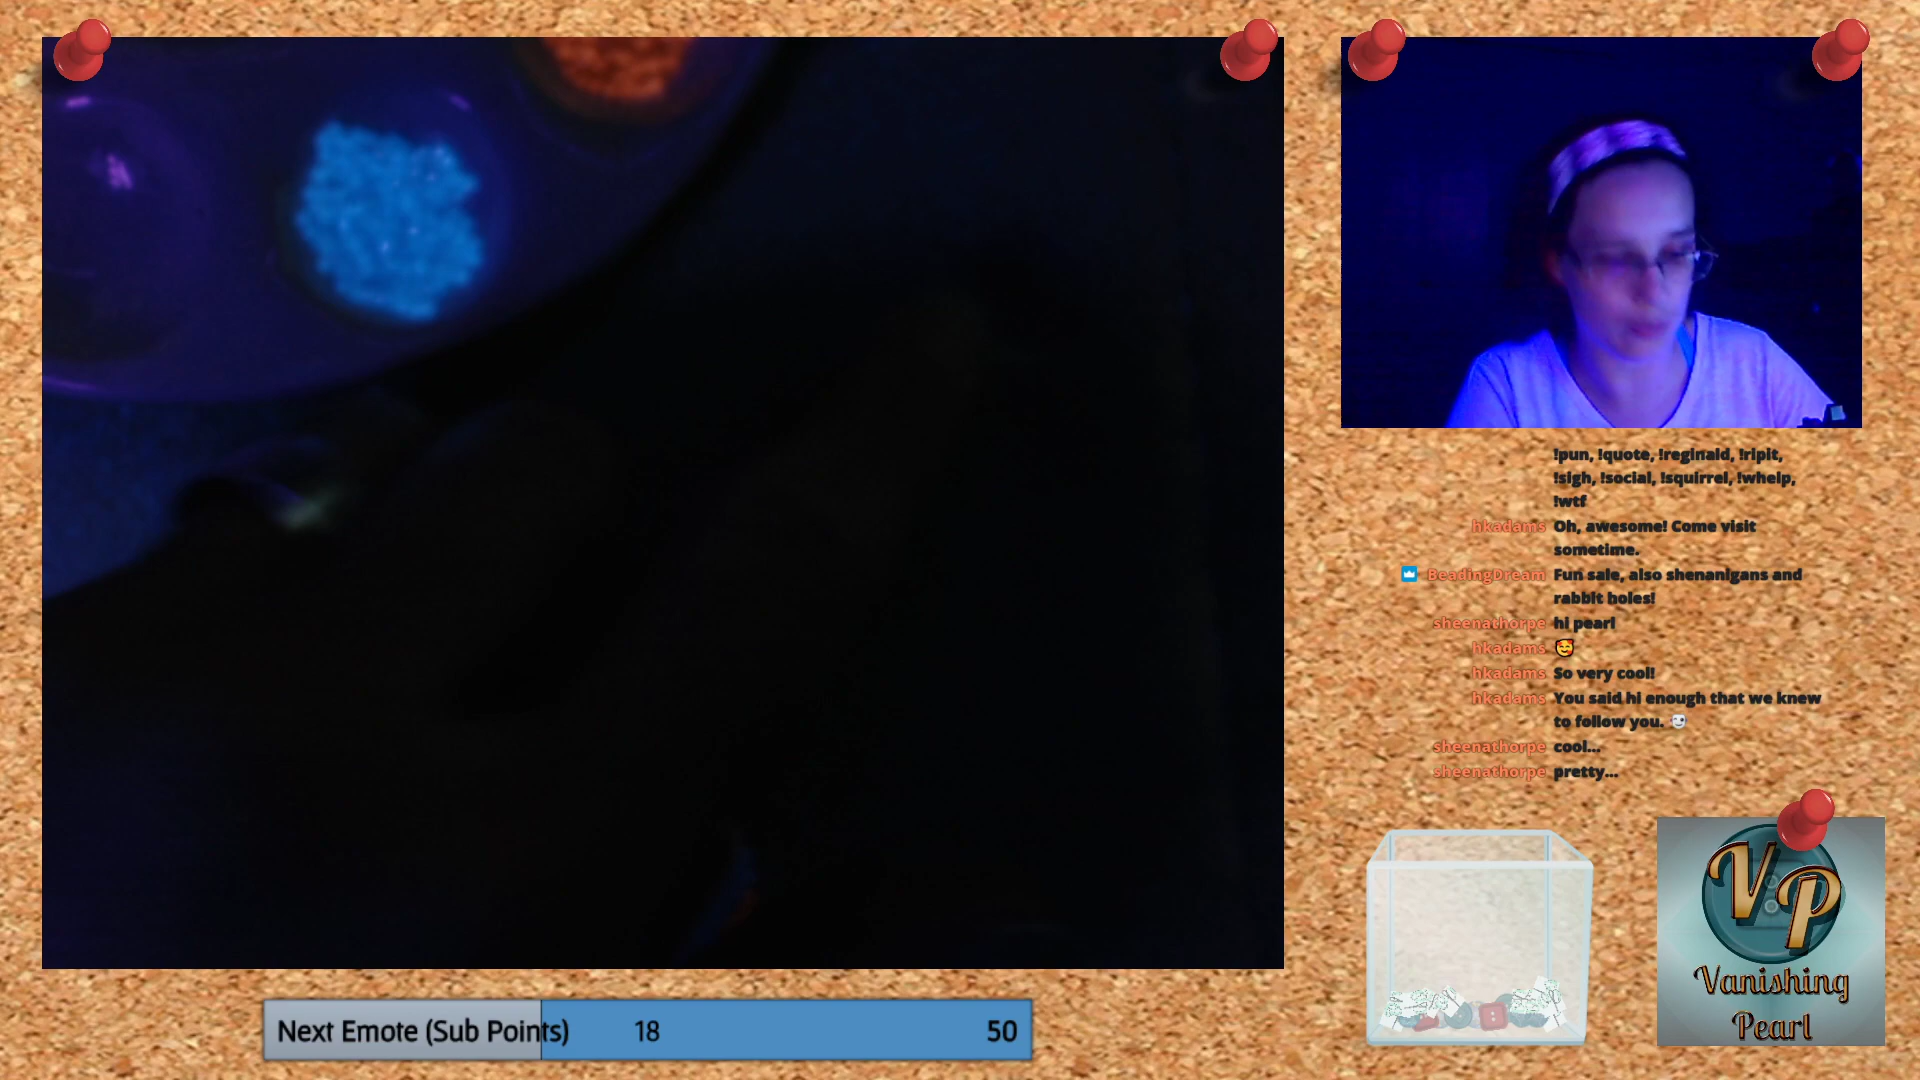 !pun, !quote, !reginald, !ripit,
!sigh, !social, !squirrel, !whelp,
!wtf
hkadams Oh, awesome! Come visit
sometime.
BeadingDream Fun sale, also shenanigans and
rabbit holes!
sheenathorpe hi pearl
hkadams 🥰
hkadams So very cool!
hkadams You said hi enough that we knew
to follow you.
sheenathorpe cool...
sheenathorpe pretty...
VP
Vanishing
Pearl
Next Emote (Sub Points) 18 50